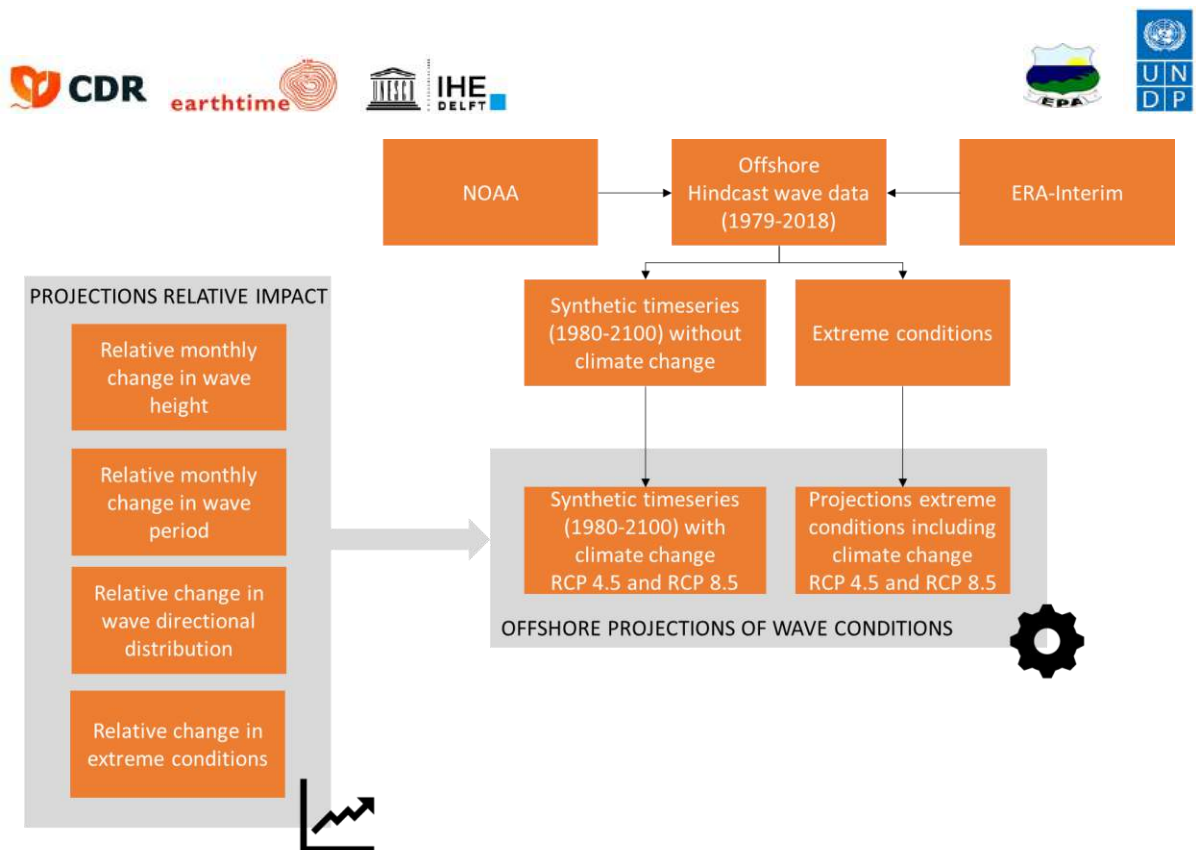 CDR
earthtime
UNESCO
IHE
DELFT
EPA
U N
D P
NOAA
Offshore
Hindcast wave data
(1979-2018)
ERA-Interim
PROJECTIONS RELATIVE IMPACT
Relative monthly
change in wave
height
Relative monthly
change in wave
period
Relative change in
wave directional
distribution
Relative change in
extreme conditions
Synthetic timeseries
(1980-2100) without
climate change
Extreme conditions
Synthetic timeseries
(1980-2100) with
climate change
RCP 4.5 and RCP 8.5
Projections extreme
conditions including
climate change
RCP 4.5 and RCP 8.5
OFFSHORE PROJECTIONS OF WAVE CONDITIONS